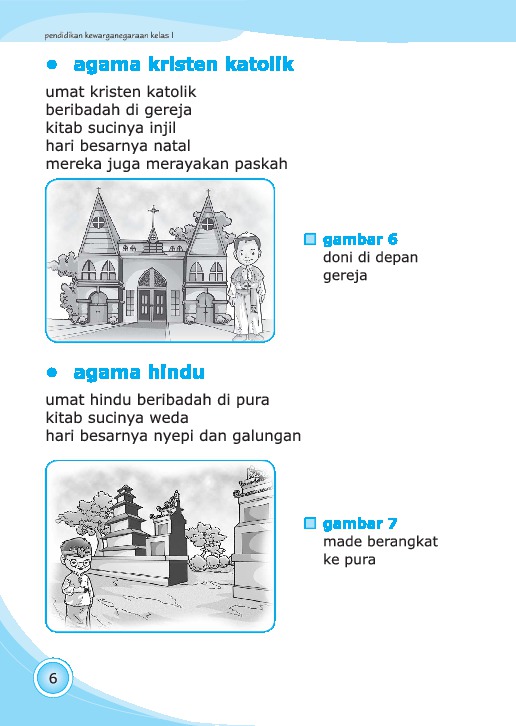 pendidikan kewarganegaraan kelas I
• agama kristen katolik
umat kristen katolik
beribadah di gereja
kitab sucinya injil
hari besarnya natal
mereka juga merayakan paskah
gambar 6
doni di depan
gereja
• agama hindu
umat hindu beribadah di pura
kitab sucinya weda
hari besarnya nyepi dan galungan
gambar 7
made berangkat
ke pura
6